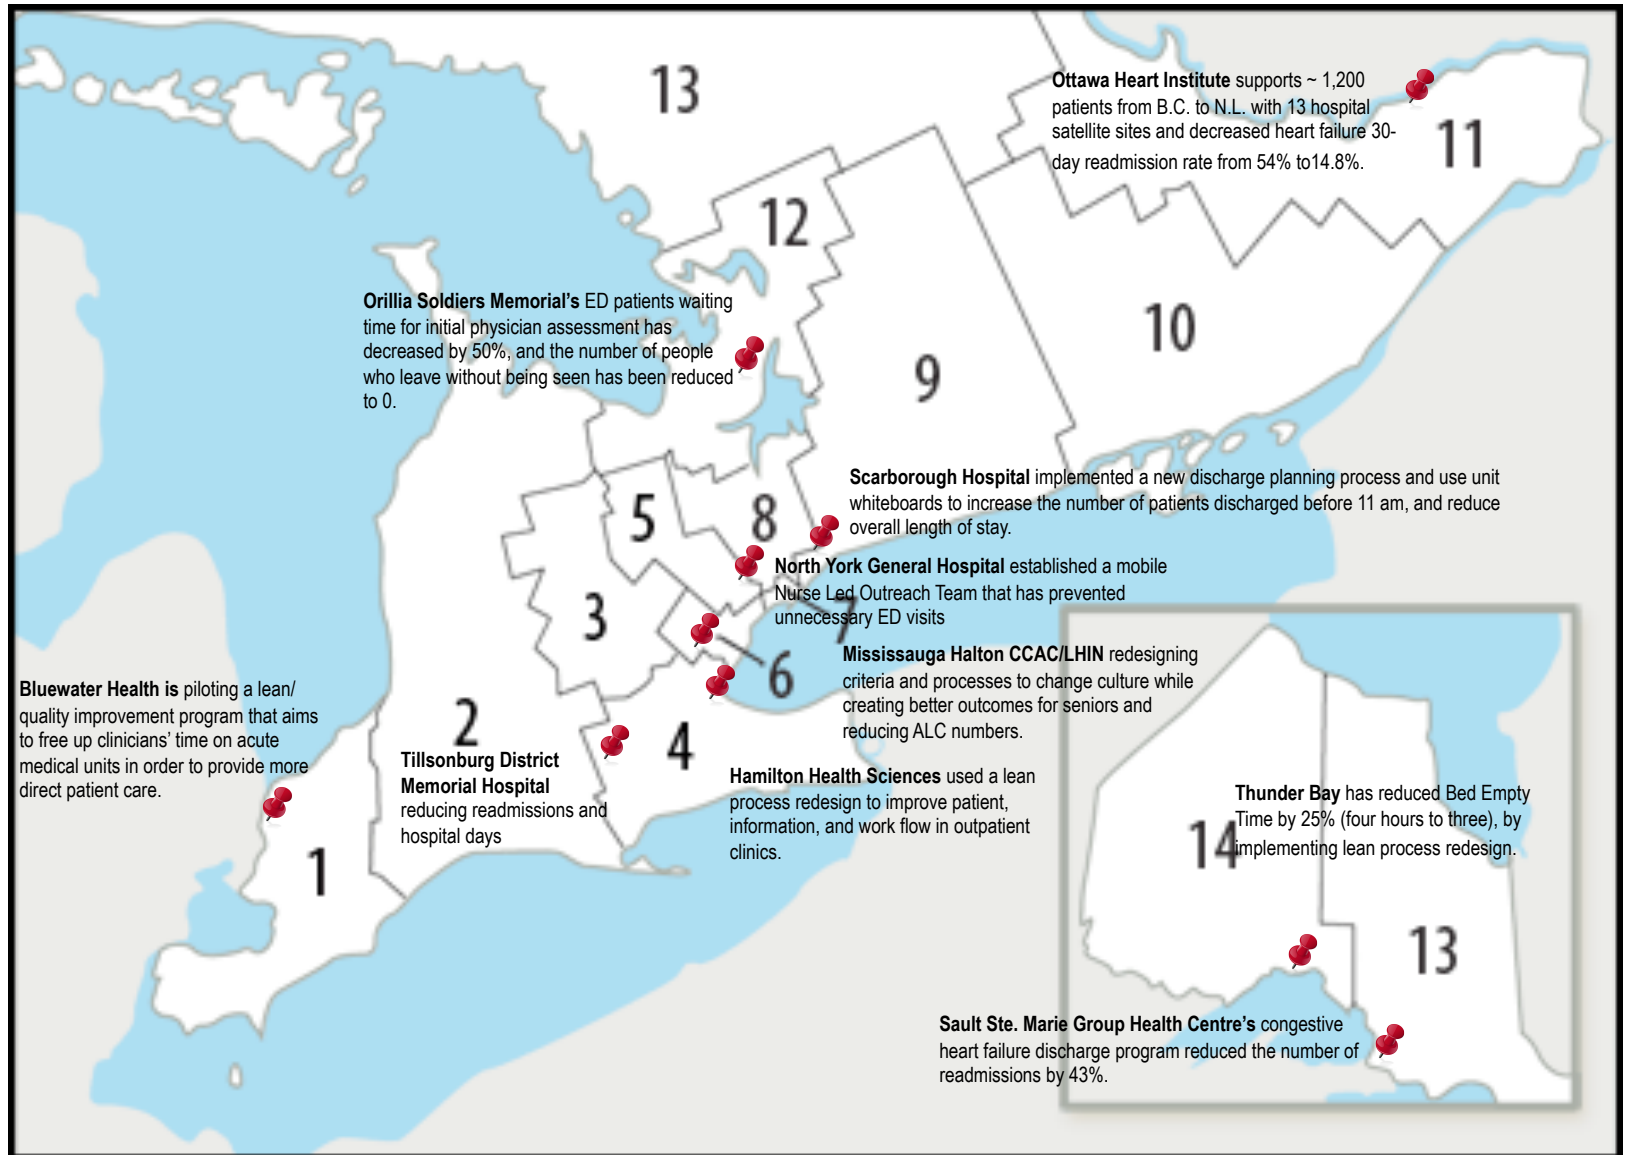 13
Ottawa Heart Institute supports ~ 1,200
patients from B.C. to N.L. with 13 hospital
satellite sites and decreased heart failure 30-
day readmission rate from 54% to14.8%.
11
12
Orillia Soldiers Memorial’s ED patients waiting
time for initial physician assessment has
decreased by 50%, and the number of people
who leave without being seen has been reduced
to 0.
10
9
Scarborough Hospital implemented a new discharge planning process and use unit
whiteboards to increase the number of patients discharged before 11 am, and reduce
overall length of stay.
5
8
North York General Hospital established a mobile
Nurse Led Outreach Team that has prevented
unnecessary ED visits
3
7
6
Mississauga Halton CCAC/LHIN redesigning
criteria and processes to change culture while
creating better outcomes for seniors and
reducing ALC numbers.
Bluewater Health is piloting a lean/
quality improvement program that aims
to free up clinicians’ time on acute
medical units in order to provide more
direct patient care.
2
Tillsonburg District
Memorial Hospital
reducing readmissions and
hospital days
4
Hamilton Health Sciences used a lean
process redesign to improve patient,
information, and work flow in outpatient
clinics.
1
Thunder Bay has reduced Bed Empty
Time by 25% (four hours to three), by
implementing lean process redesign.
14
13
Sault Ste. Marie Group Health Centre’s congestive
heart failure discharge program reduced the number of
readmissions by 43%.